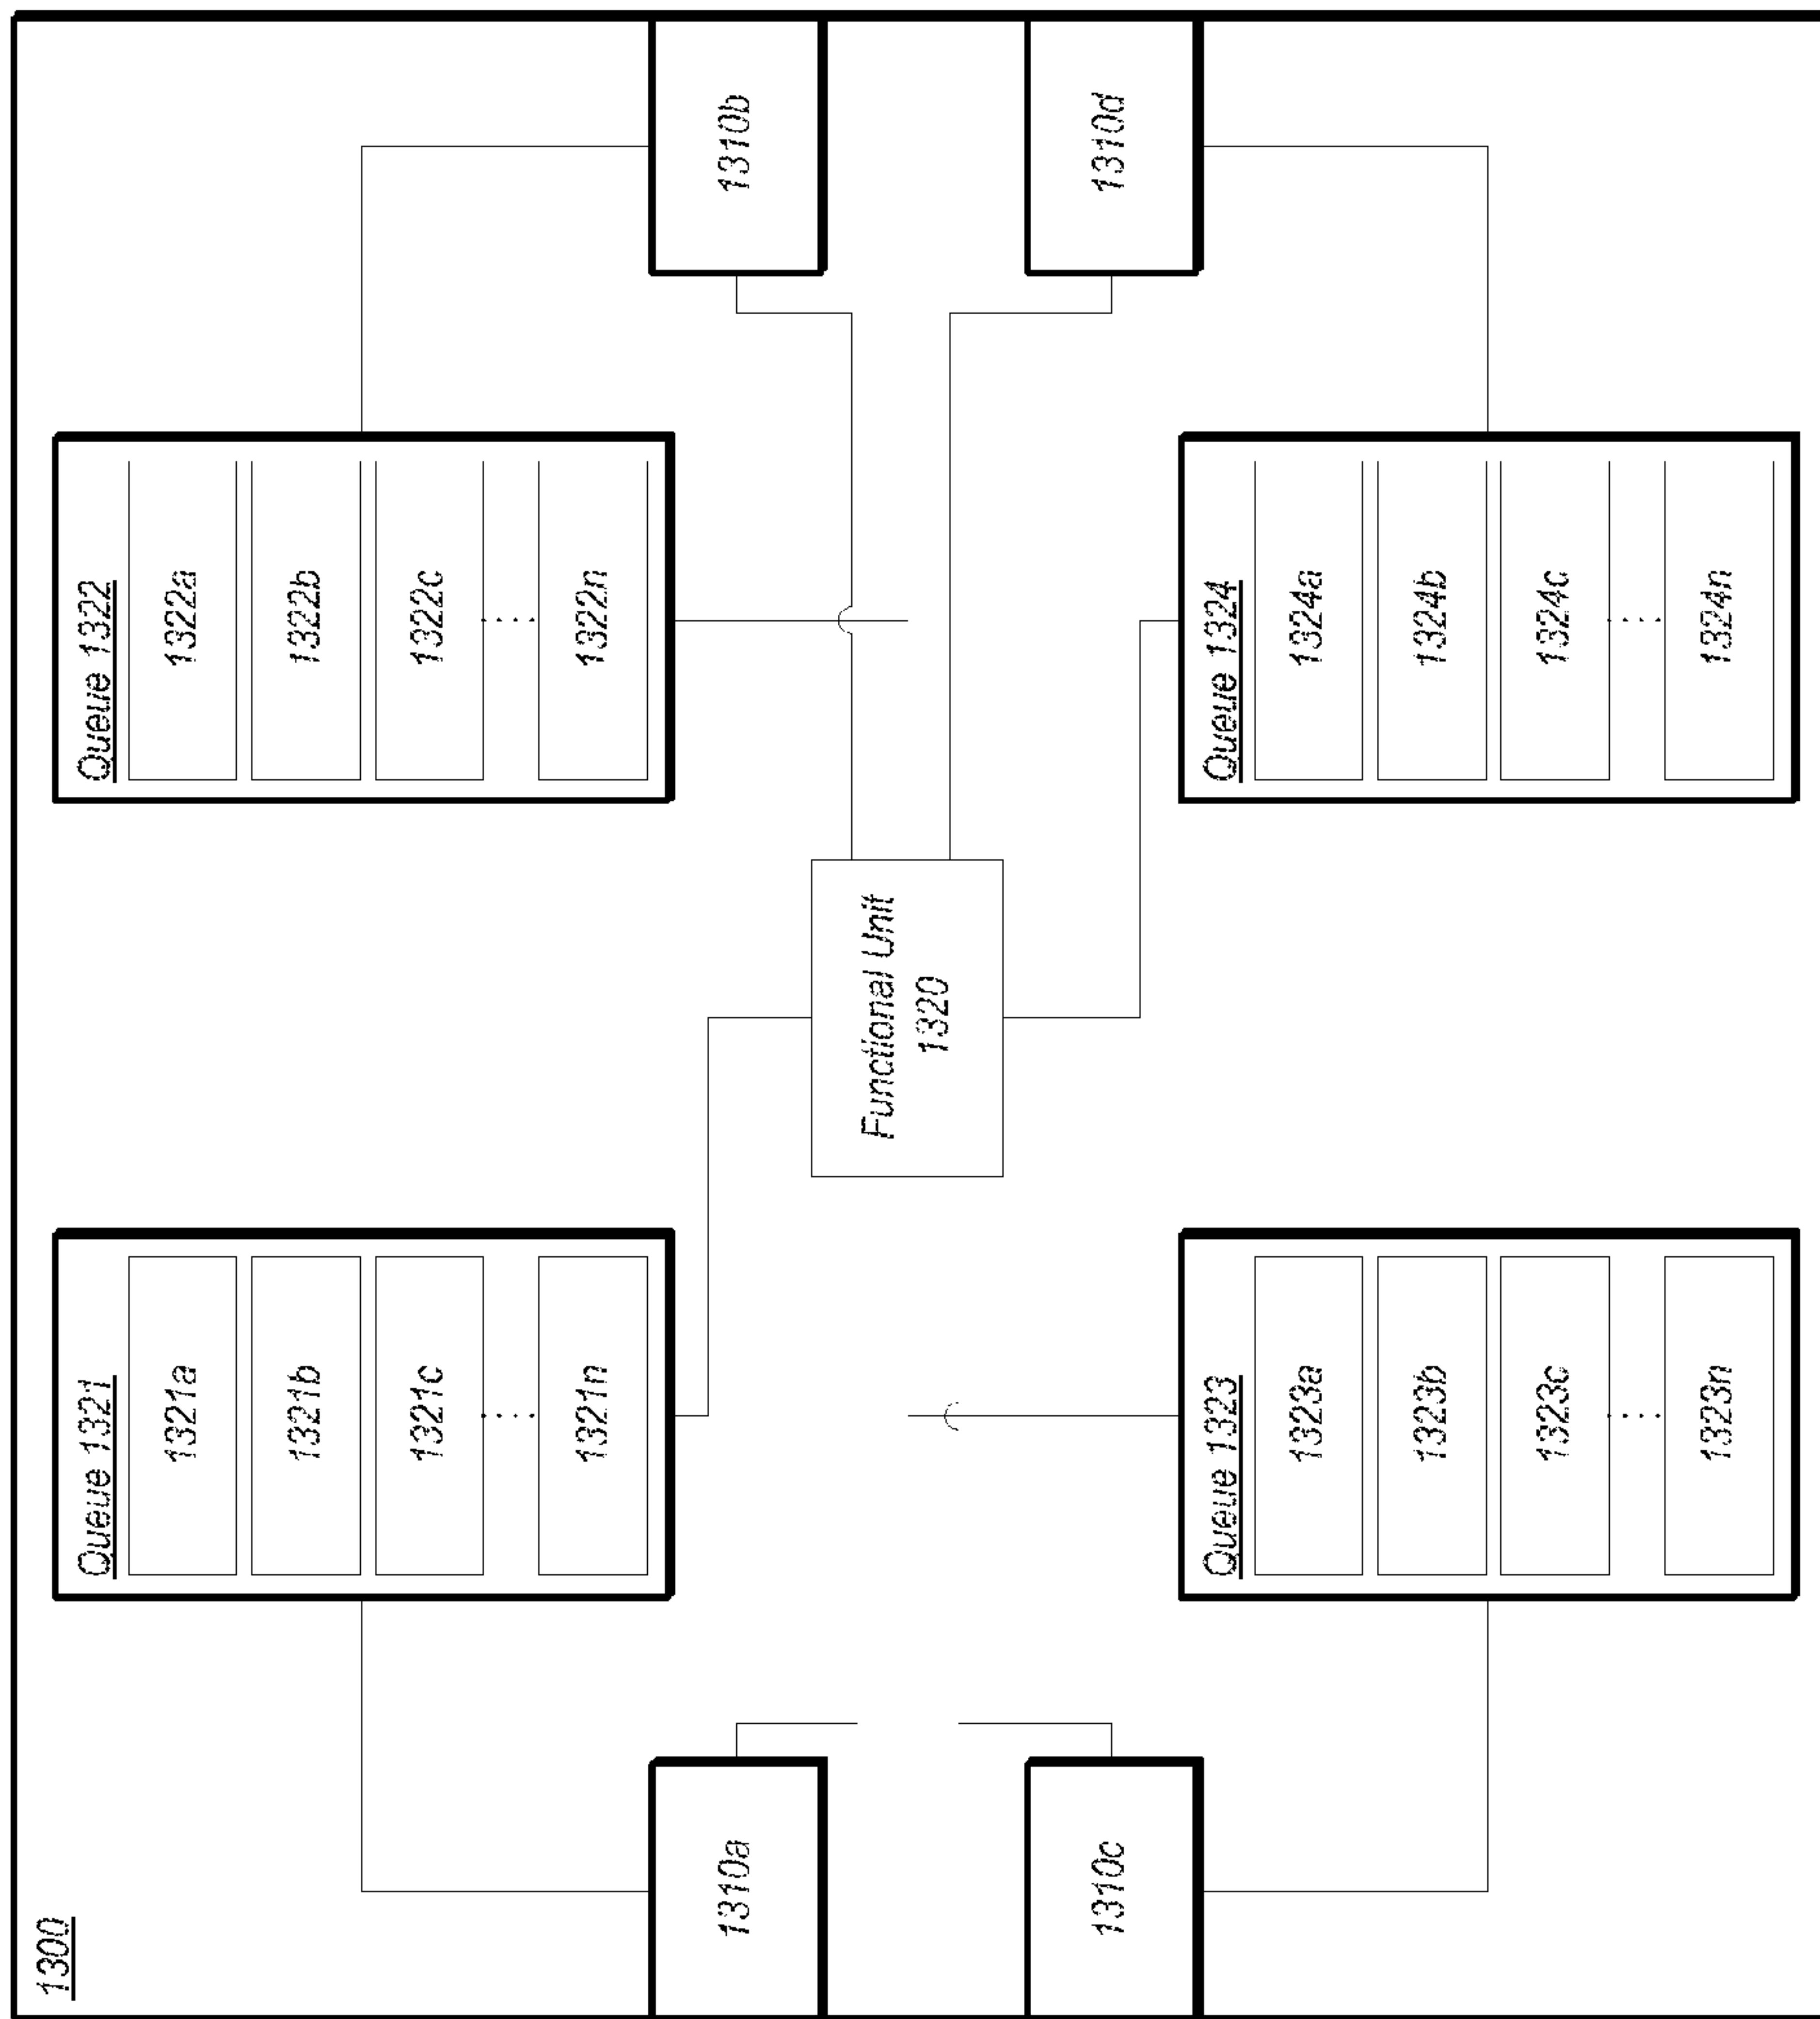 1300
Queue 1321
1321a
1321b
1321c
. . . .
1321n
Queue 1322
1322a
1322b
1322c
. . . .
1322n
1310a
1310b
Functional Unit
1320
1310c
1310d
Queue 1323
1323a
1323b
1323c
. . . .
1323n
Queue 1324
1324a
1324b
1324c
. . . .
1324n